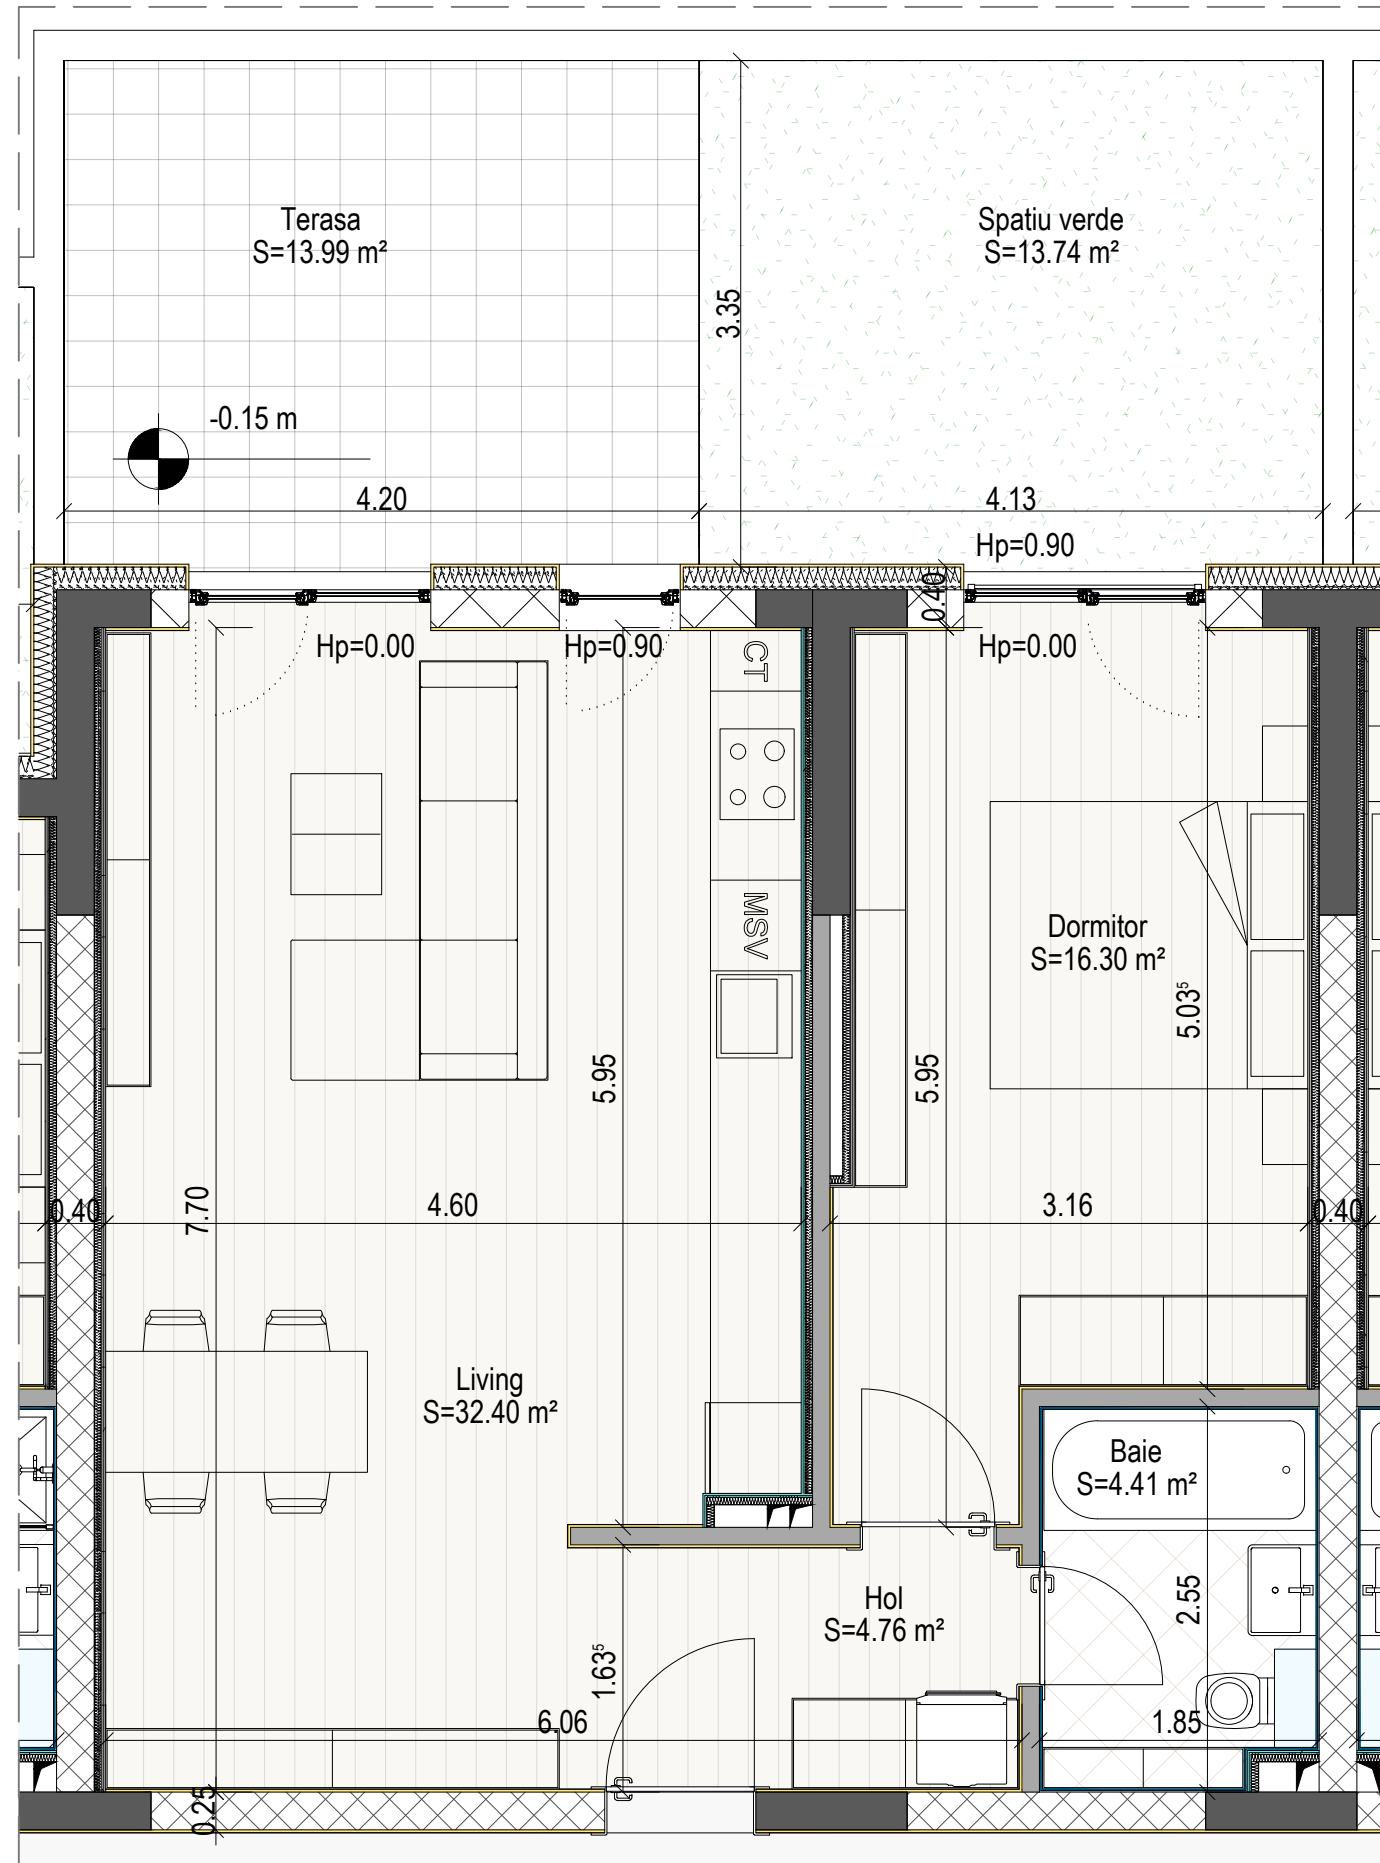 Terasa
S=13.99 m²
Spatiu verde
S=13.74 m²
3.35
-0.15 m
4.20
4.13
Hp=0.90
0.40
Hp=0.00
Hp=0.90
Hp=0.00
CT
MSV
Dormitor
S=16.30 m²
5.03⁵
5.95
5.95
7.70
0.40
4.60
3.16
0.40
Living
S=32.40 m²
Baie
S=4.41 m²
Hol
S=4.76 m²
2.55
1.63⁵
6.06
1.85
0.25